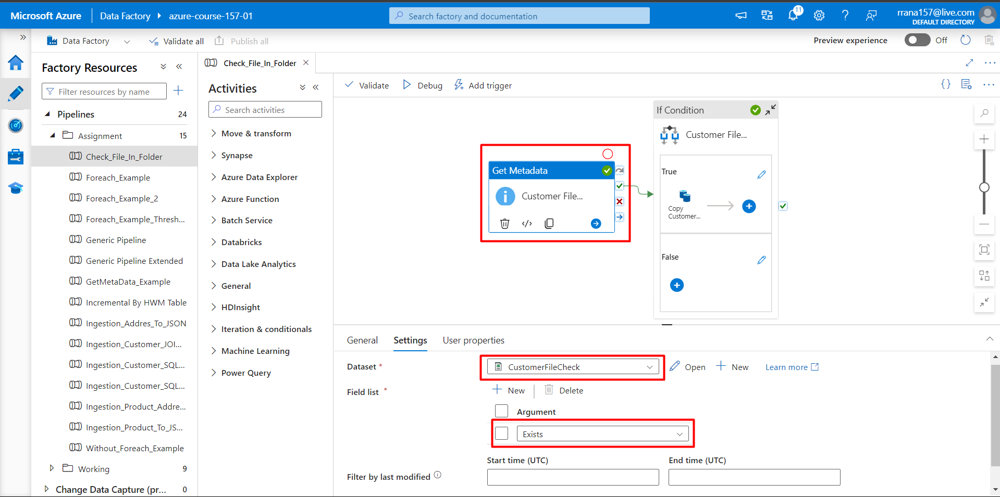 Microsoft Azure
Data Factory
azure-course-157-01
Search factory and documentation
11
rrana157@live.com
DEFAULT DIRECTORY
Data Factory
Validate all
Publish all
Preview experience
Off
Factory Resources
Filter resources by name
Pipelines 24
Assignment 15
Check_File_In_Folder
Foreach_Example
Foreach_Example_2
Foreach_Example_Thresh...
Generic Pipeline
Generic Pipeline Extended
GetMetaData_Example
Incremental By HWM Table
Ingestion_Addres_To_JSON
Ingestion_Customer_JOI...
Ingestion_Customer_SQL...
Ingestion_Customer_SQL...
Ingestion_Product_Addre...
Ingestion_Product_To_JS...
Without_Foreach_Example
Working 9
Change Data Capture (pr... 0
Check_File_In_Folder
Activities
Search activities
Move & transform
Synapse
Azure Data Explorer
Azure Function
Batch Service
Databricks
Data Lake Analytics
General
HDInsight
Iteration & conditionals
Machine Learning
Power Query
Validate
Debug
Add trigger
Get Metadata
Customer File...
If Condition
Customer File...
True
Copy
Customer...
False
General
Settings
User properties
Dataset *
CustomerFileCheck
Open
New
Learn more
Field list *
New
Delete
Argument
Exists
Start time (UTC)
End time (UTC)
Filter by last modified